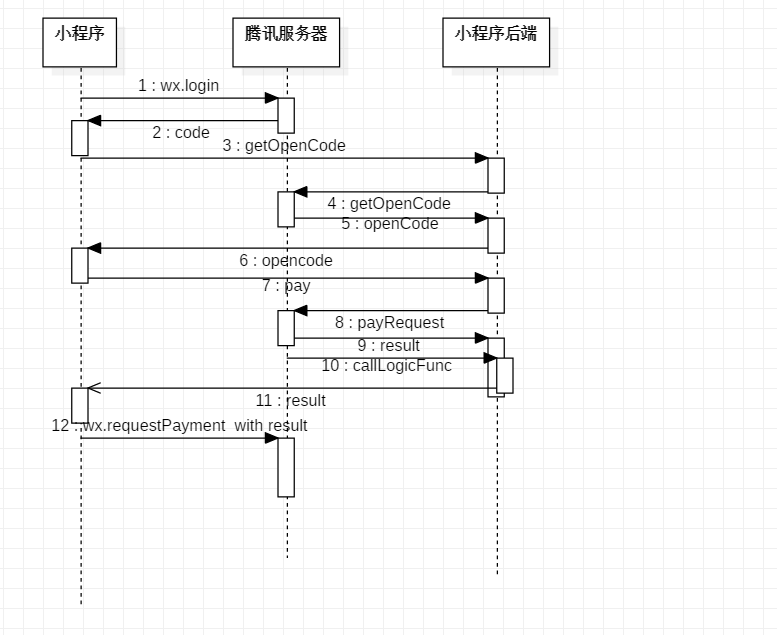 小程序
腾讯服务器
小程序后端
1 : wx.login
2 : code
3 : getOpenCode
4 : getOpenCode
5 : openCode
6 : opencode
7 : pay
8 : payRequest
9 : result
10 : callLogicFunc
11 : result
12 : wx.requestPayment with result